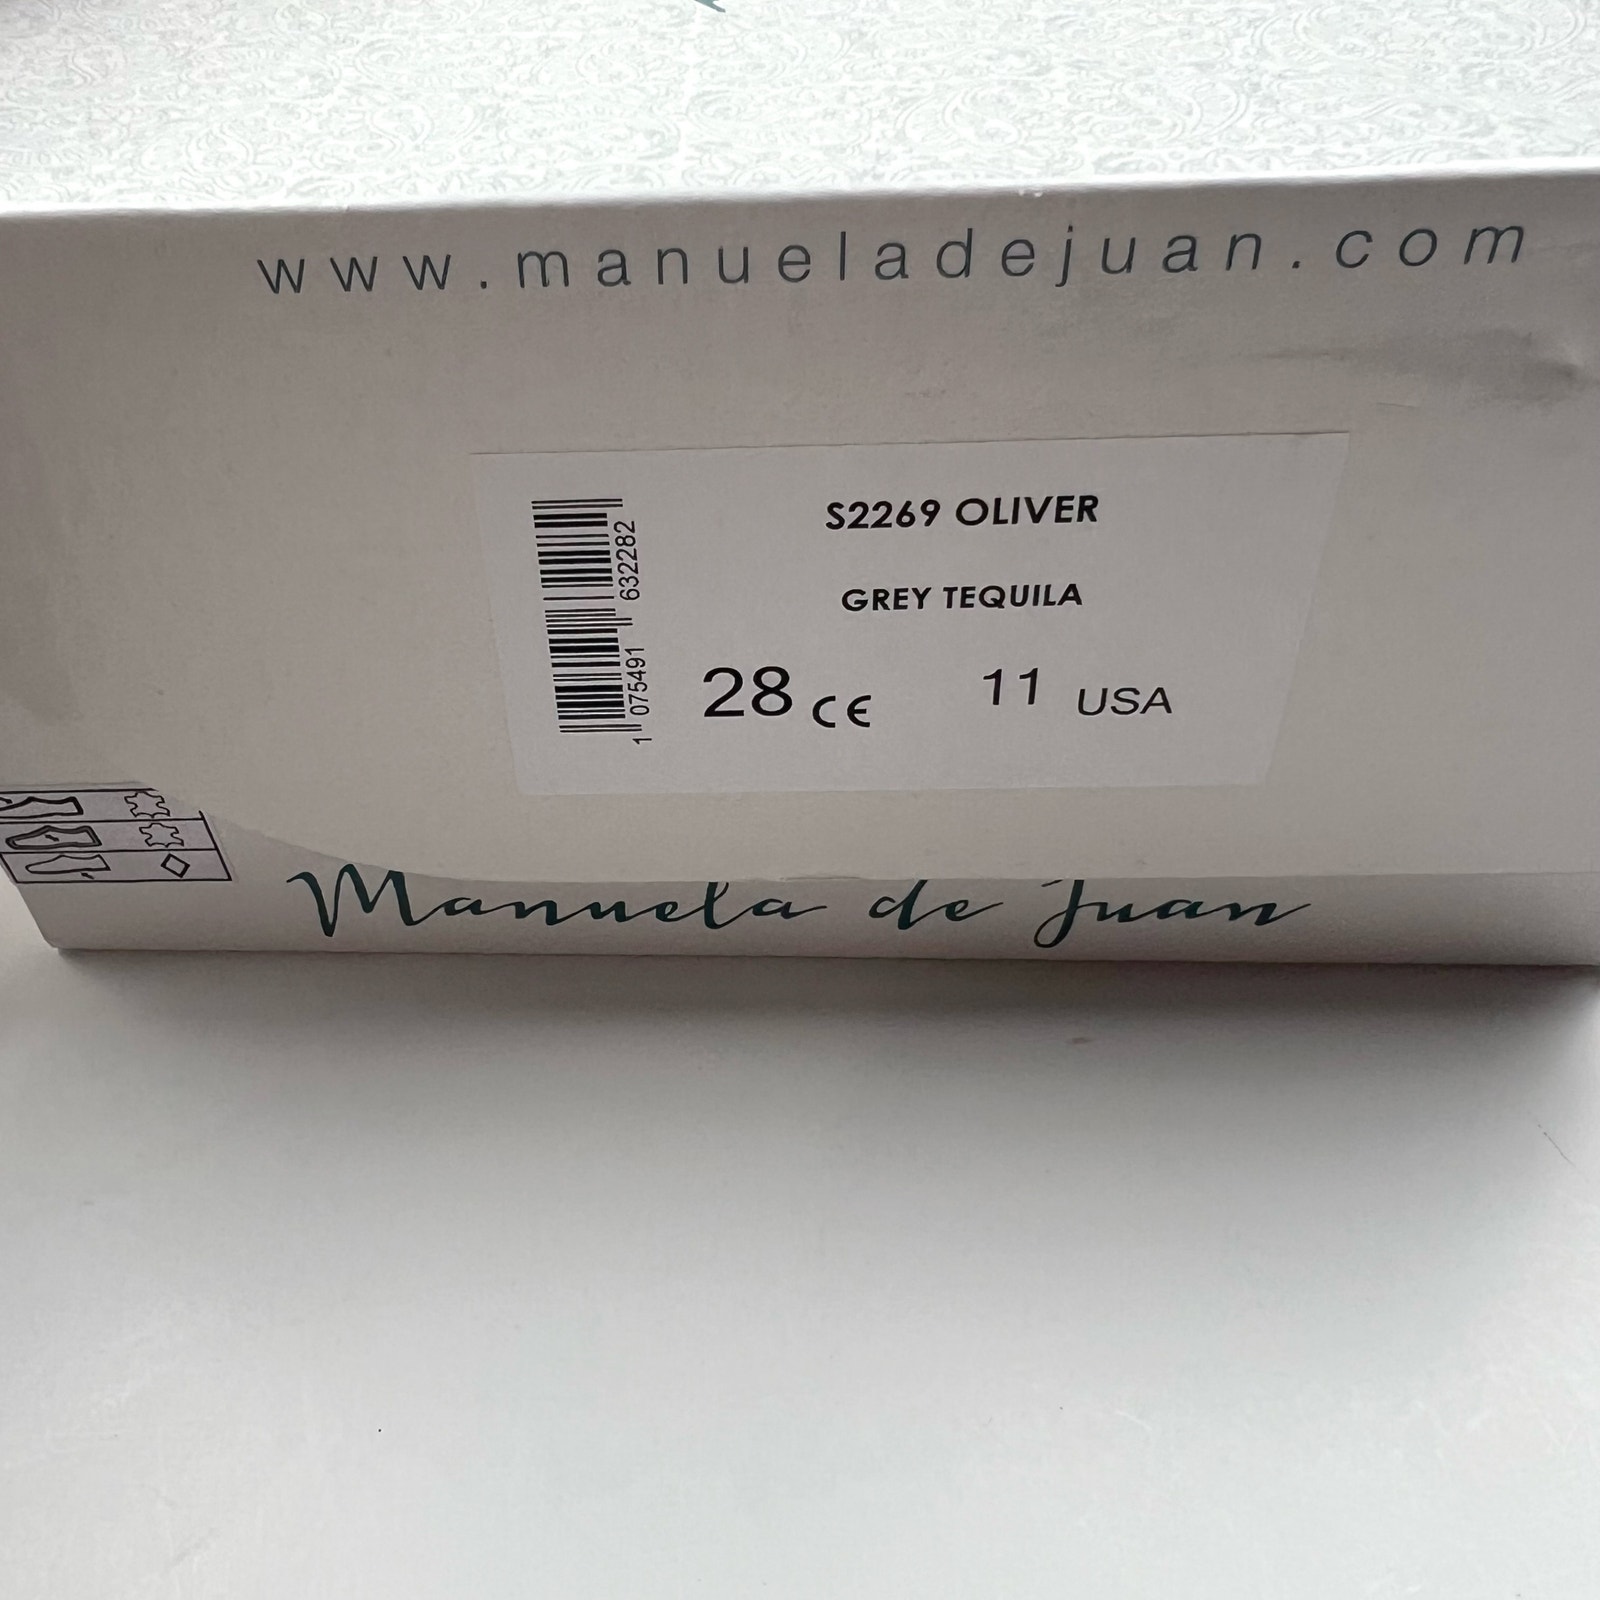 www.manueladejuan.com
S2269 OLIVER
GREY TEQUILA
28 CE 11 USA
1 075491 632282
Manuela de Juan